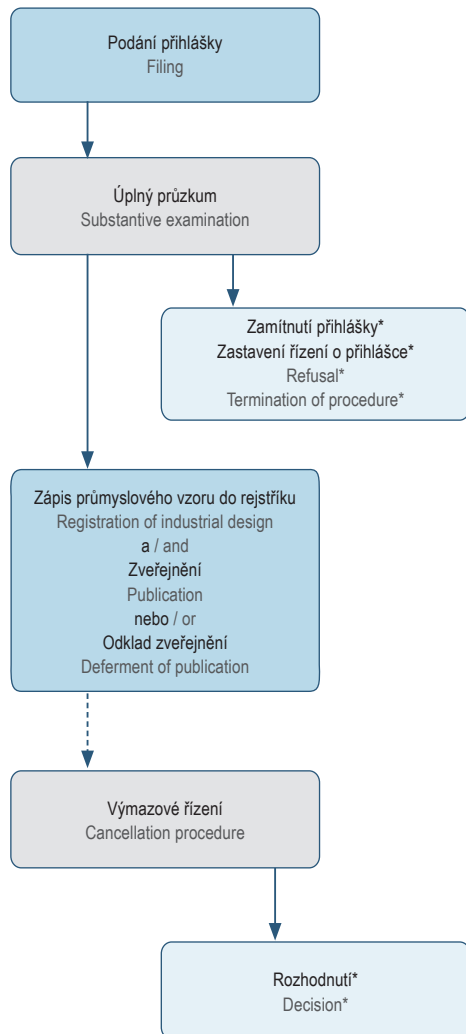 Podání přihlášky
Filing
Úplný průzkum
Substantive examination
Zamítnutí přihlášky*
Zastavení řízení o přihlášce*
Refusal*
Termination of procedure*
Zápis průmyslového vzoru do rejstříku
Registration of industrial design
a / and
Zveřejnění
Publication
nebo / or
Odklad zveřejnění
Deferment of publication
Výmazové řízení
Cancellation procedure
Rozhodnutí*
Decision*